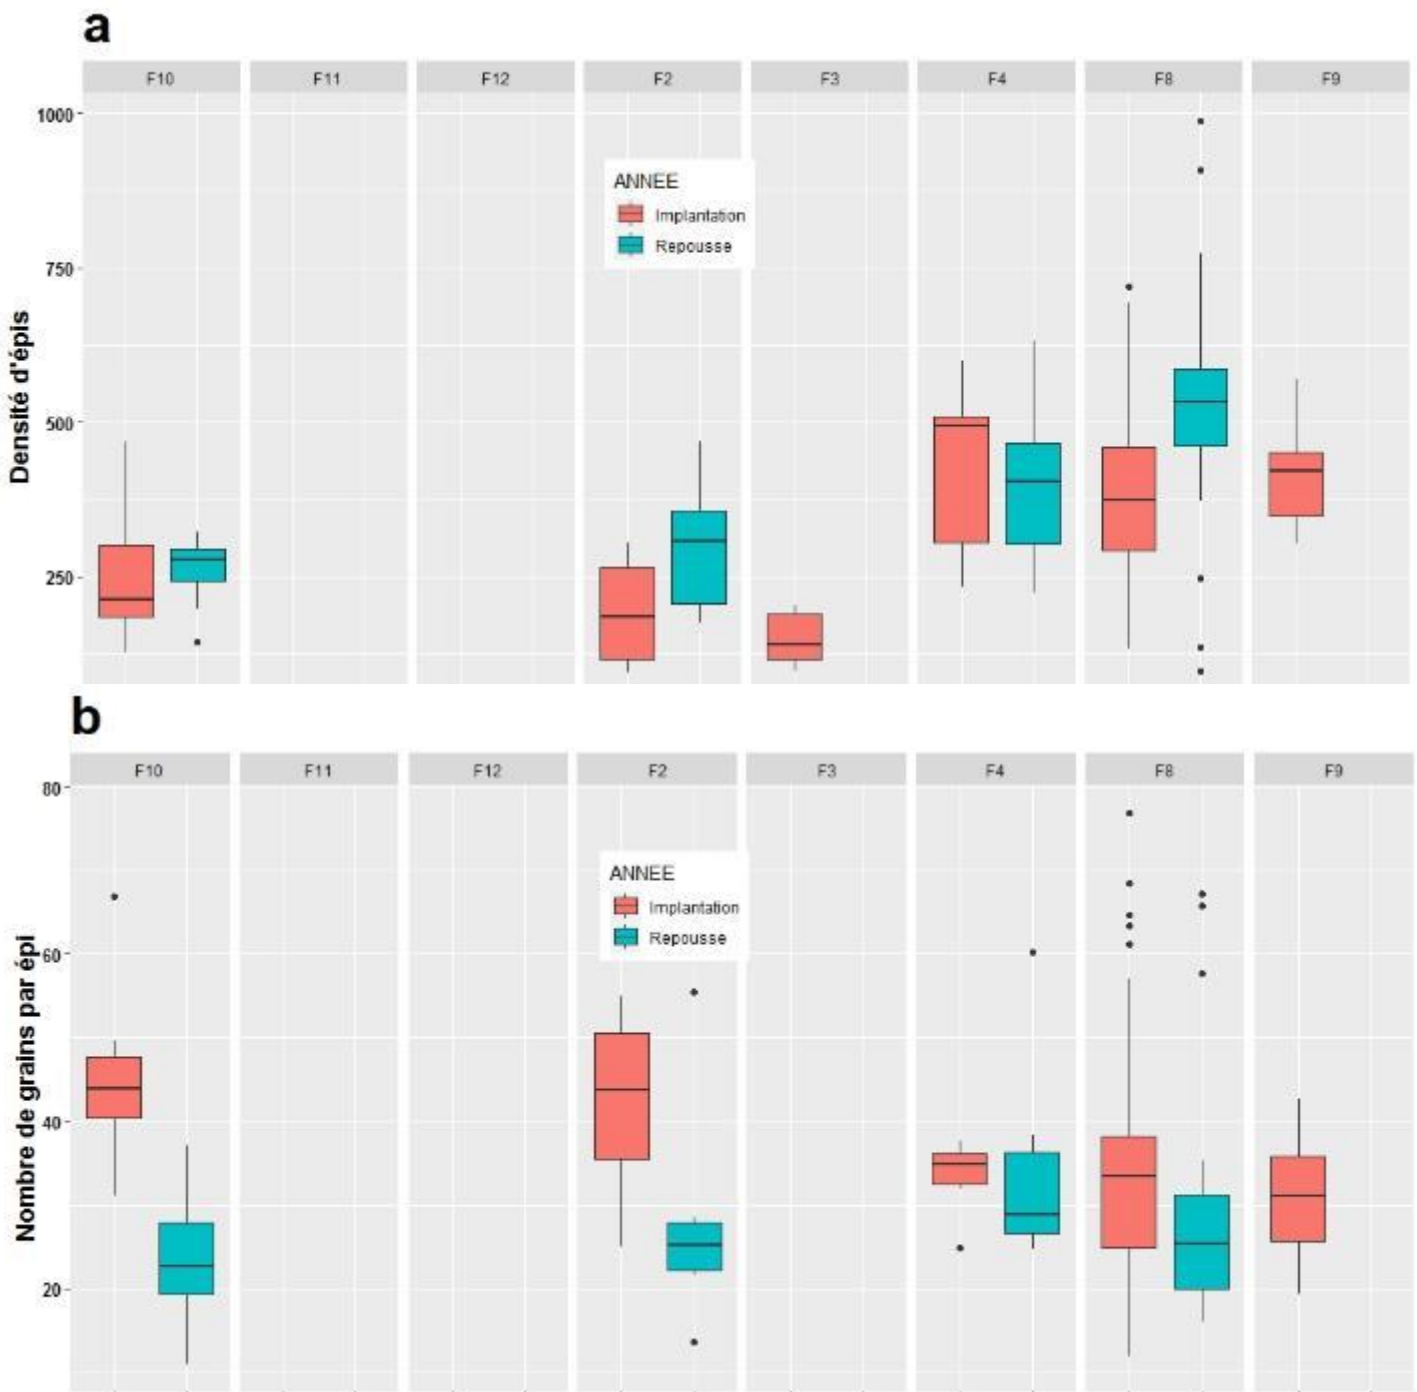 a
F10 F11 F12 F2 F3 F4 F8 F9
1000
750
500
250
Densité d'épis
ANNEE
Implantation
Repousse
b
F10 F11 F12 F2 F3 F4 F8 F9
80
60
40
20
Nombre de grains par épi
ANNEE
Implantation
Repousse